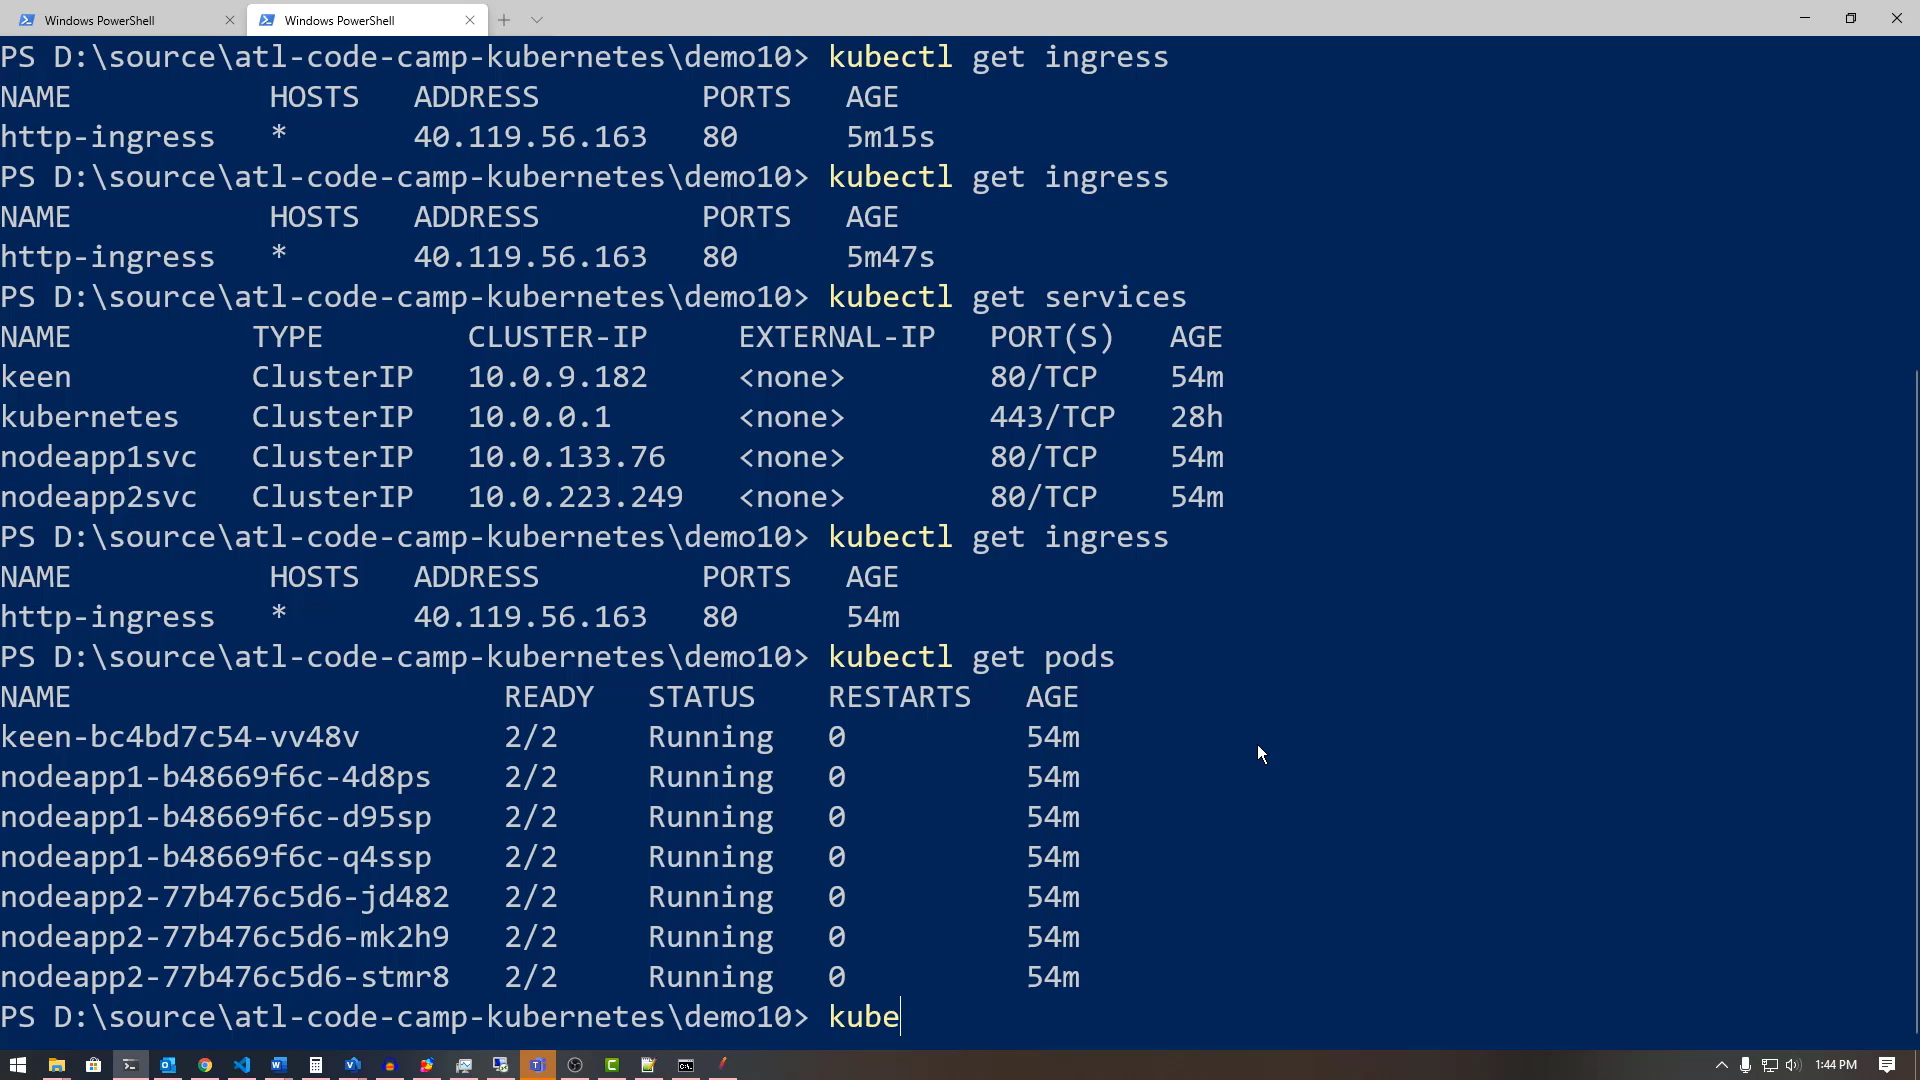 Windows PowerShell
Windows PowerShell
PS D:\source\atl-code-camp-kubernetes\demo10> kubectl get ingress
NAME HOSTS ADDRESS PORTS AGE
http-ingress * 40.119.56.163 80 5m15s
PS D:\source\atl-code-camp-kubernetes\demo10> kubectl get ingress
NAME HOSTS ADDRESS PORTS AGE
http-ingress * 40.119.56.163 80 5m47s
PS D:\source\atl-code-camp-kubernetes\demo10> kubectl get services
NAME TYPE CLUSTER-IP EXTERNAL-IP PORT(S) AGE
keen ClusterIP 10.0.9.182 <none> 80/TCP 54m
kubernetes ClusterIP 10.0.0.1 <none> 443/TCP 28h
nodeapp1svc ClusterIP 10.0.133.76 <none> 80/TCP 54m
nodeapp2svc ClusterIP 10.0.223.249 <none> 80/TCP 54m
PS D:\source\atl-code-camp-kubernetes\demo10> kubectl get ingress
NAME HOSTS ADDRESS PORTS AGE
http-ingress * 40.119.56.163 80 54m
PS D:\source\atl-code-camp-kubernetes\demo10> kubectl get pods
NAME READY STATUS RESTARTS AGE
keen-bc4bd7c54-vv48v 2/2 Running 0 54m
nodeapp1-b48669f6c-4d8ps 2/2 Running 0 54m
nodeapp1-b48669f6c-d95sp 2/2 Running 0 54m
nodeapp1-b48669f6c-q4ssp 2/2 Running 0 54m
nodeapp2-77b476c5d6-jd482 2/2 Running 0 54m
nodeapp2-77b476c5d6-mk2h9 2/2 Running 0 54m
nodeapp2-77b476c5d6-stmr8 2/2 Running 0 54m
PS D:\source\atl-code-camp-kubernetes\demo10> kube
1:44 PM